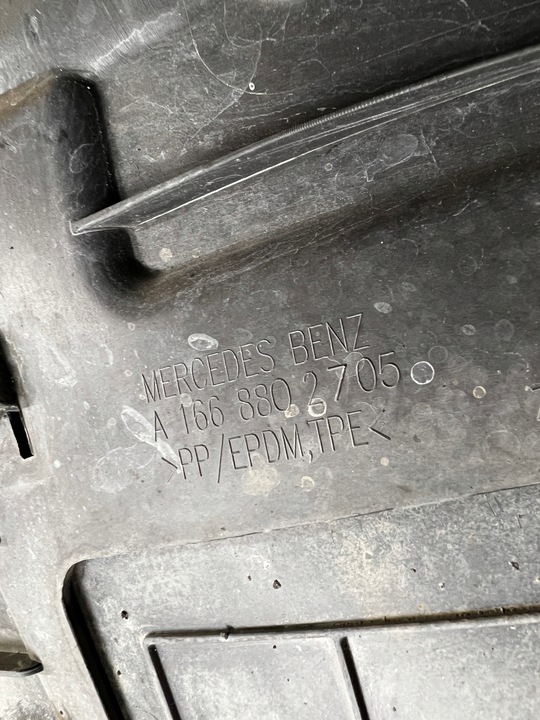 MERCEDES BENZ
A 166 880 2705
>PP/EPDM,TPE<